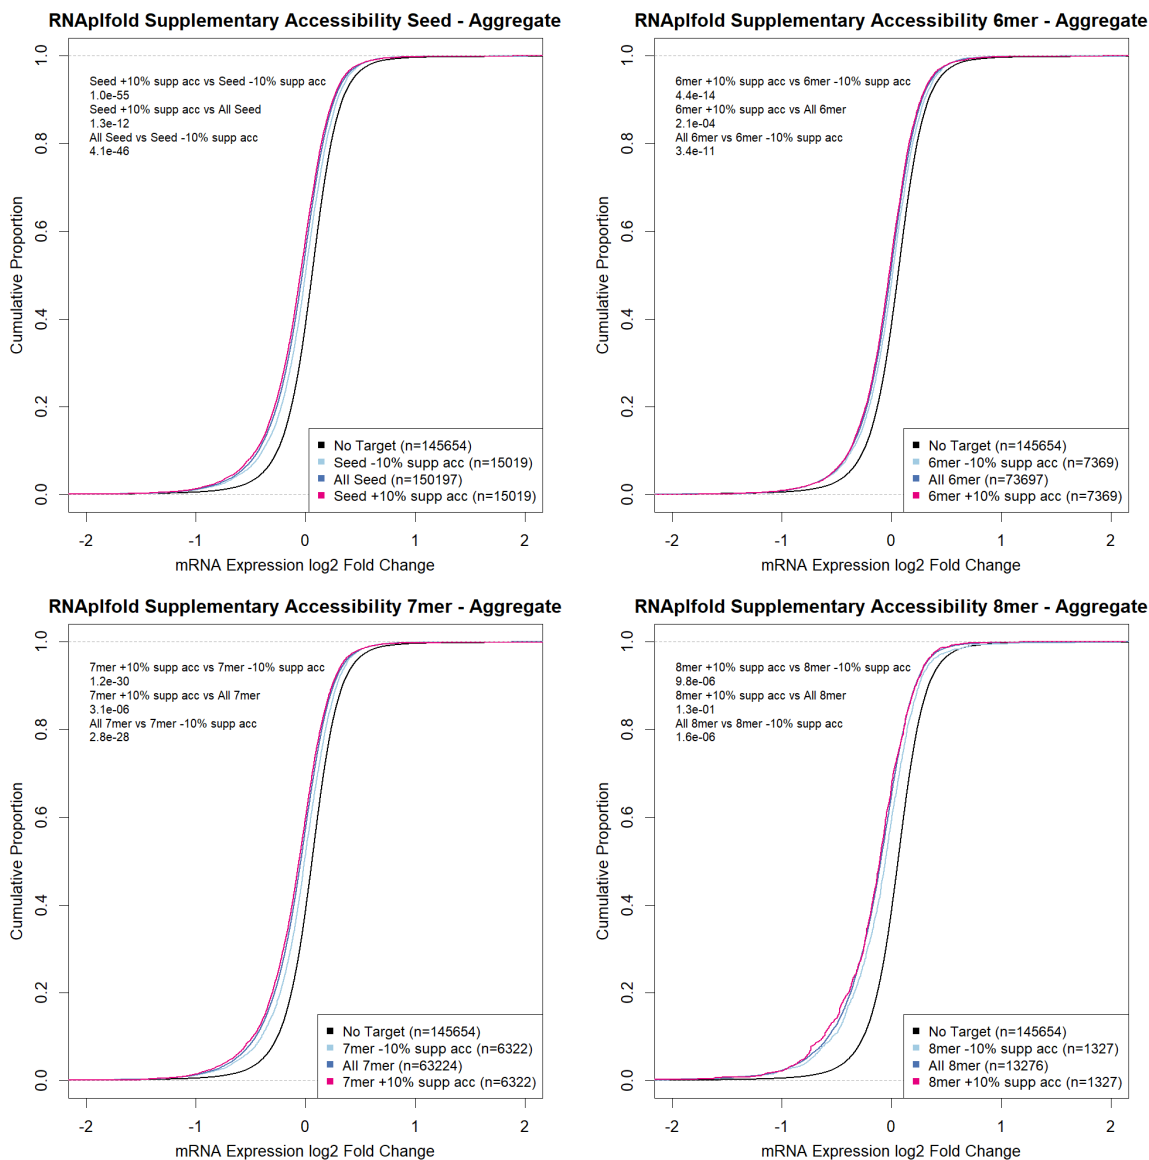 RNAplfold Supplementary Accessibility Seed - Aggregate
1.0
0.8
0.6
0.4
0.2
0.0
Cumulative Proportion
Seed +10% supp acc vs Seed -10% supp acc
1.0e-55
Seed +10% supp acc vs All Seed
1.3e-12
All Seed vs Seed -10% supp acc
4.1e-46
No Target (n=145654)
Seed -10% supp acc (n=15019)
All Seed (n=150197)
Seed +10% supp acc (n=15019)
-2 -1 0 1 2
mRNA Expression log2 Fold Change
RNAplfold Supplementary Accessibility 6mer - Aggregate
1.0
0.8
0.6
0.4
0.2
0.0
Cumulative Proportion
6mer +10% supp acc vs 6mer -10% supp acc
4.4e-14
6mer +10% supp acc vs All 6mer
2.1e-04
All 6mer vs 6mer -10% supp acc
3.4e-11
No Target (n=145654)
6mer -10% supp acc (n=7369)
All 6mer (n=73697)
6mer +10% supp acc (n=7369)
-2 -1 0 1 2
mRNA Expression log2 Fold Change
RNAplfold Supplementary Accessibility 7mer - Aggregate
1.0
0.8
0.6
0.4
0.2
0.0
Cumulative Proportion
7mer +10% supp acc vs 7mer -10% supp acc
1.2e-30
7mer +10% supp acc vs All 7mer
3.1e-06
All 7mer vs 7mer -10% supp acc
2.8e-28
No Target (n=145654)
7mer -10% supp acc (n=6322)
All 7mer (n=63224)
7mer +10% supp acc (n=6322)
-2 -1 0 1 2
mRNA Expression log2 Fold Change
RNAplfold Supplementary Accessibility 8mer - Aggregate
1.0
0.8
0.6
0.4
0.2
0.0
Cumulative Proportion
8mer +10% supp acc vs 8mer -10% supp acc
9.8e-06
8mer +10% supp acc vs All 8mer
1.3e-01
All 8mer vs 8mer -10% supp acc
1.6e-06
No Target (n=145654)
8mer -10% supp acc (n=1327)
All 8mer (n=13276)
8mer +10% supp acc (n=1327)
-2 -1 0 1 2
mRNA Expression log2 Fold Change